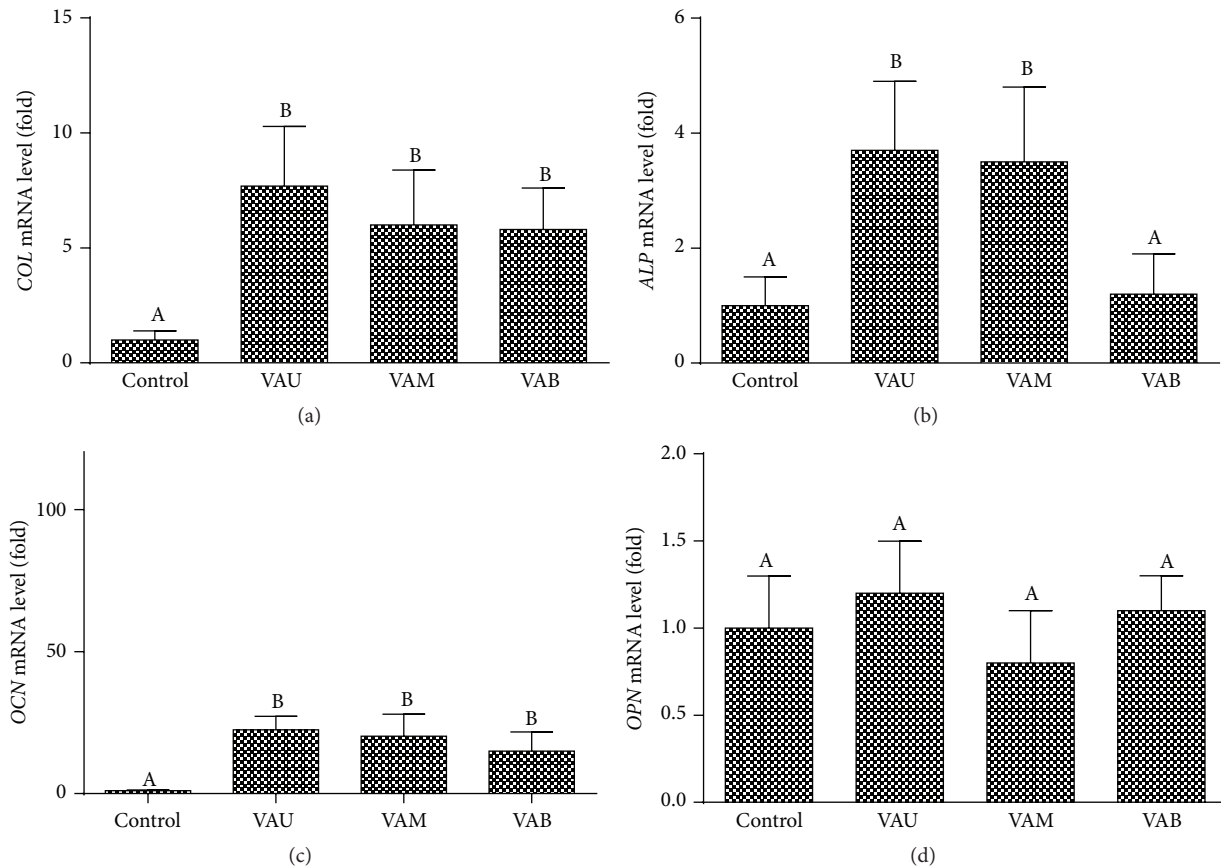 COL mRNA level (fold)
15
10
5
0
A
B
B
B
Control
VAU
VAM
VAB
(a)
ALP mRNA level (fold)
6
4
2
0
A
B
B
A
Control
VAU
VAM
VAB
(b)
OCN mRNA level (fold)
100
50
0
A
B
B
B
Control
VAU
VAM
VAB
(c)
OPN mRNA level (fold)
2.0
1.5
1.0
0.5
0.0
A
A
A
A
Control
VAU
VAM
VAB
(d)